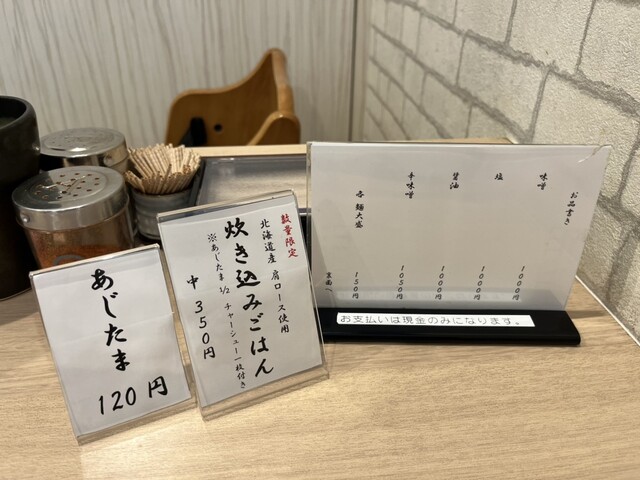 あじたま
120円
数量限定
北海道産 肩ロース使用
炊き込みごはん
※あじたま 1/2 チャーシュー一枚付き
中 350円
お品書き
味噌 1000円
塩 1000円
醤油 1000円
辛味噌 1050円
各麺大盛 150円
裏面へ
お支払いは現金のみになります。